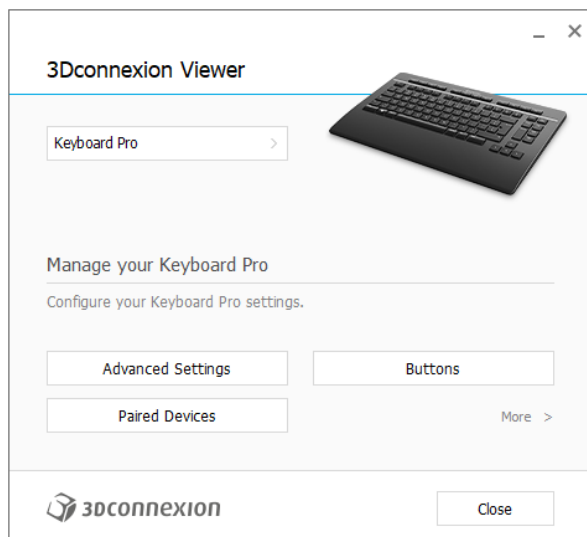 3Dconnexion Viewer
Keyboard Pro
Manage your Keyboard Pro
Configure your Keyboard Pro settings.
Advanced Settings
Buttons
Paired Devices
More >
3Dconnexion
Close